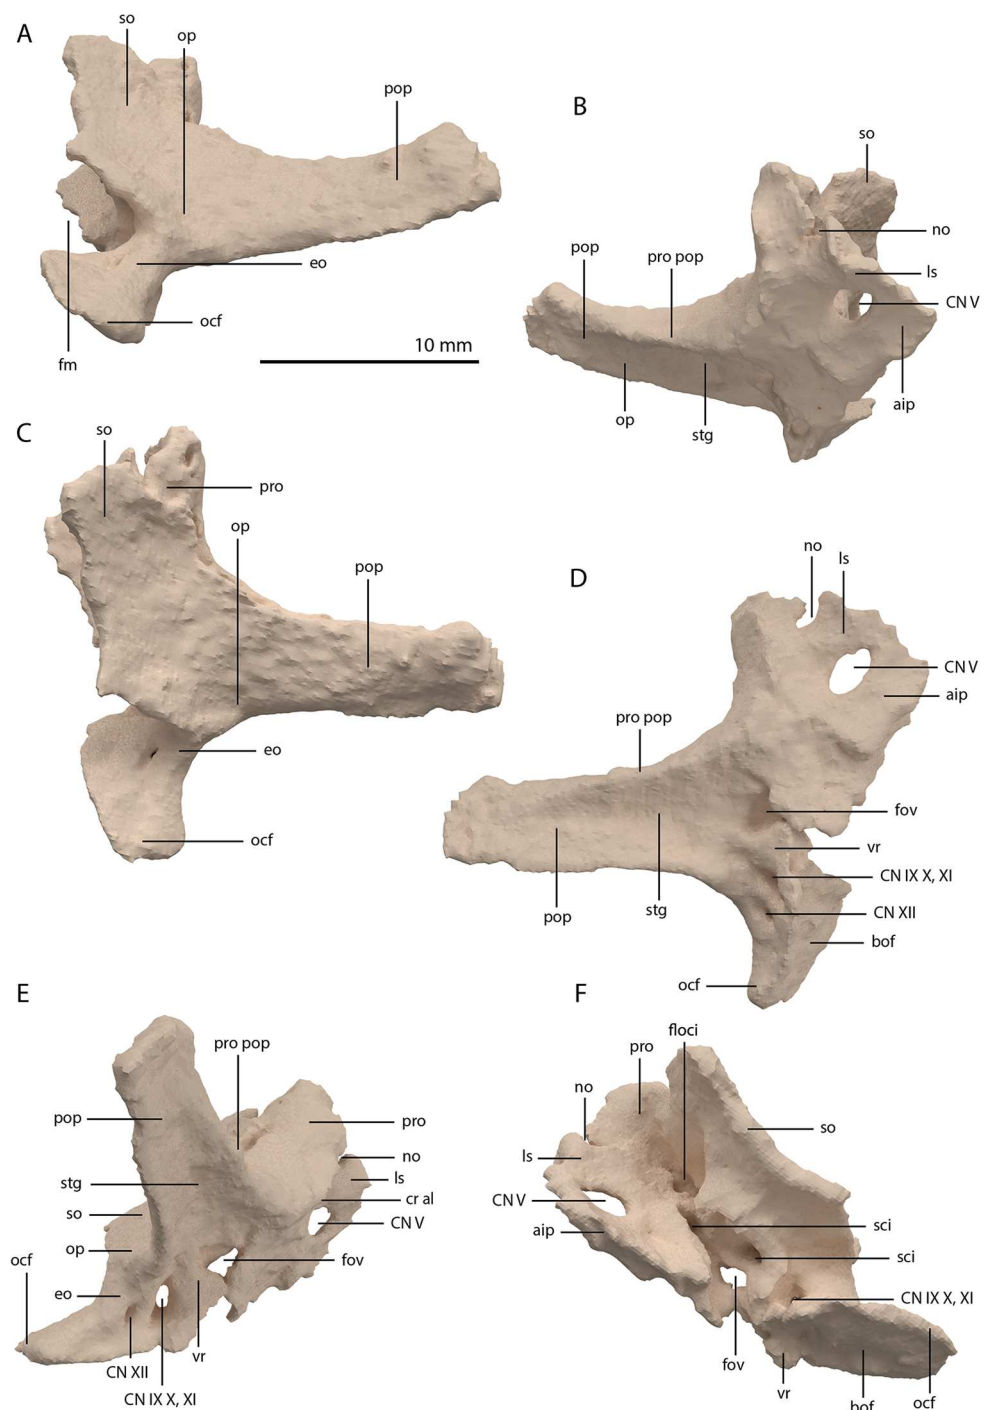 A
so
op
pop
eo
ocf
fm
10 mm
B
so
no
pop
pro pop
ls
CN V
op
stg
aip
C
so
pro
op
pop
eo
ocf
D
no
ls
CN V
aip
pro pop
fov
vr
CN IX X, XI
pop
stg
CN XII
bof
ocf
E
pro pop
pop
pro
no
stg
ls
so
cr al
CN V
op
ocf
fov
eo
CN XII
vr
CN IX X, XI
F
floci
pro
no
so
ls
CN V
aip
sci
sci
CN IX X, XI
fov
vr
bof
ocf